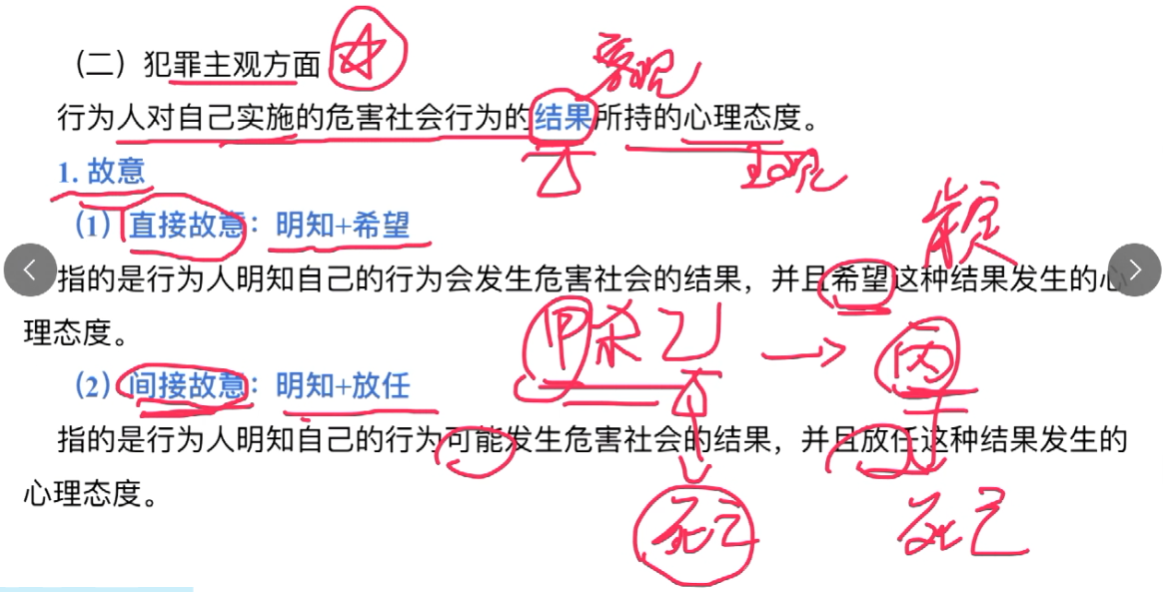 （二）犯罪主观方面
客观
行为人对自己实施的危害社会行为的结果所持的心理态度。
主观
1. 故意
（1）直接故意：明知+希望
指的是行为人明知自己的行为会发生危害社会的结果，并且希望这种结果发生的心
理态度。
甲杀乙 → 丙
（2）间接故意：明知+放任
指的是行为人明知自己的行为可能发生危害社会的结果，并且放任这种结果发生的
心理态度。
死亡 死亡